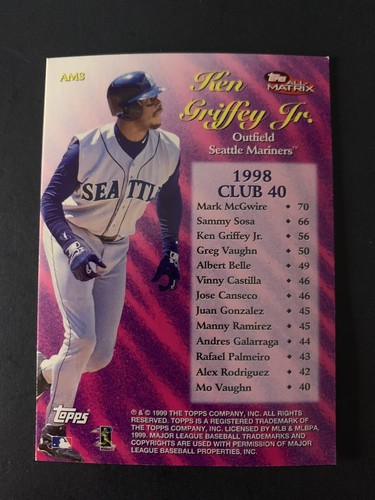 AM3
Ken
Griffey Jr.
Topps
ALL-
MATRIX
Outfield
Seattle Mariners™
SEATTLE
1998
CLUB 40
Mark McGwire • 70
Sammy Sosa • 66
Ken Griffey Jr. • 56
Greg Vaughn • 50
Albert Belle • 49
Vinny Castilla • 46
Jose Canseco • 46
Juan Gonzalez • 45
Manny Ramirez • 45
Andres Galarraga • 44
Rafael Palmeiro • 43
Alex Rodriguez • 42
Mo Vaughn • 40
Topps
® & © 1999 THE TOPPS COMPANY, INC. ALL RIGHTS
RESERVED. TOPPS IS A REGISTERED TRADEMARK OF
THE TOPPS COMPANY, INC. LICENSED BY MLB & MLBPA.
1999. MAJOR LEAGUE BASEBALL TRADEMARKS AND
COPYRIGHTS ARE USED WITH PERMISSION OF MAJOR
LEAGUE BASEBALL PROPERTIES, INC.